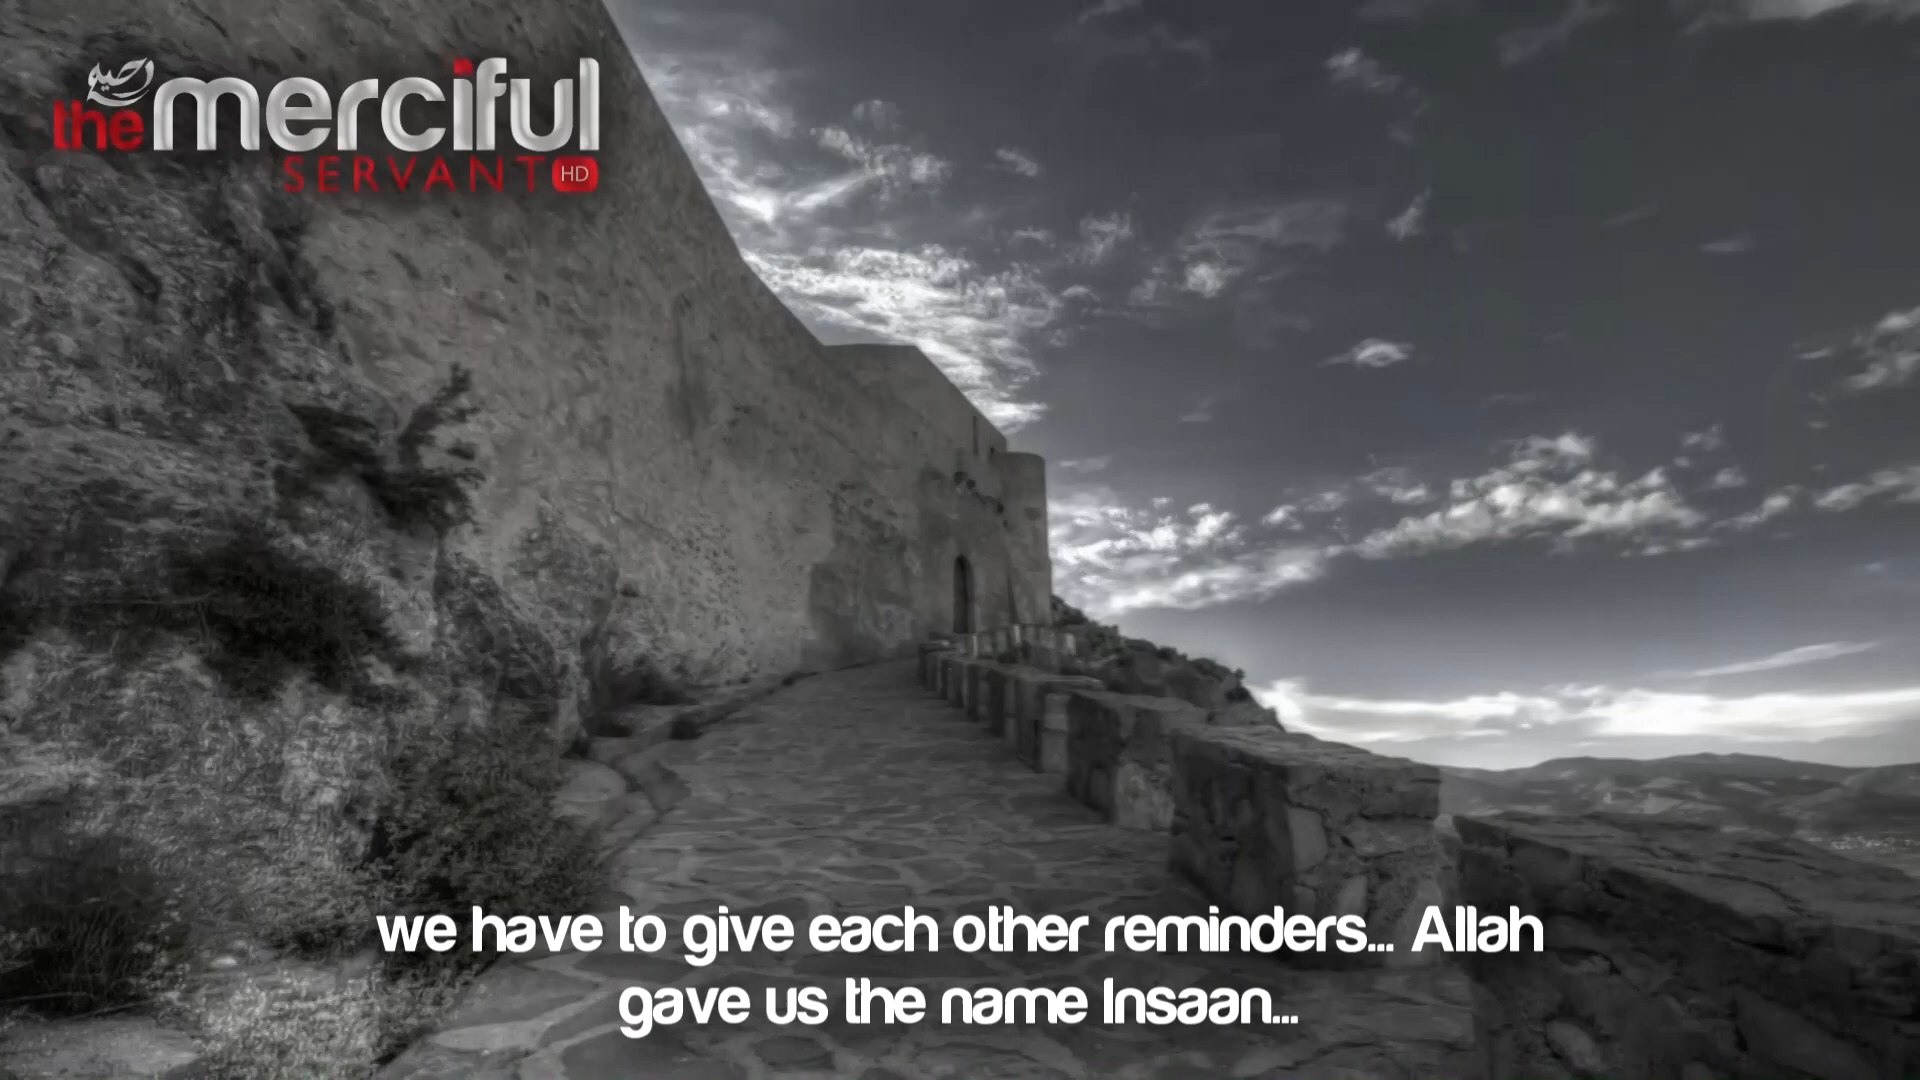 the merciful
SERVANT HD
we have to give each other reminders... Allah
gave us the name Insaan...